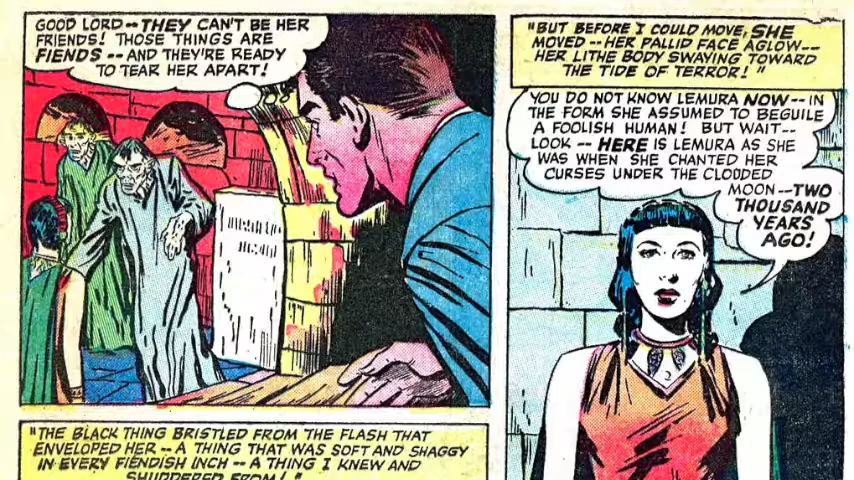 GOOD LORD--THEY CAN'T BE HER
FRIENDS! THOSE THINGS ARE
FIENDS--AND THEY'RE READY
TO TEAR HER APART!
"BUT BEFORE I COULD MOVE, SHE
MOVED--HER PALLID FACE AGLOW--
HER LITHE BODY SWAYING TOWARD
THE TIDE OF TERROR!"
YOU DO NOT KNOW LEMURA NOW--IN
THE FORM SHE ASSUMED TO BEGUILE
A FOOLISH HUMAN! BUT WAIT--
LOOK--HERE IS LEMURA AS SHE
WAS WHEN SHE CHANTED HER
CURSES UNDER THE CLOUDED
MOON--TWO
THOUSAND
YEARS
AGO!
"THE BLACK THING BRISTLED FROM THE FLASH THAT
ENVELOPED HER--A THING THAT WAS SOFT AND SHAGGY
IN EVERY FIENDISH INCH--A THING I KNEW AND
SHUDDERED FROM!"